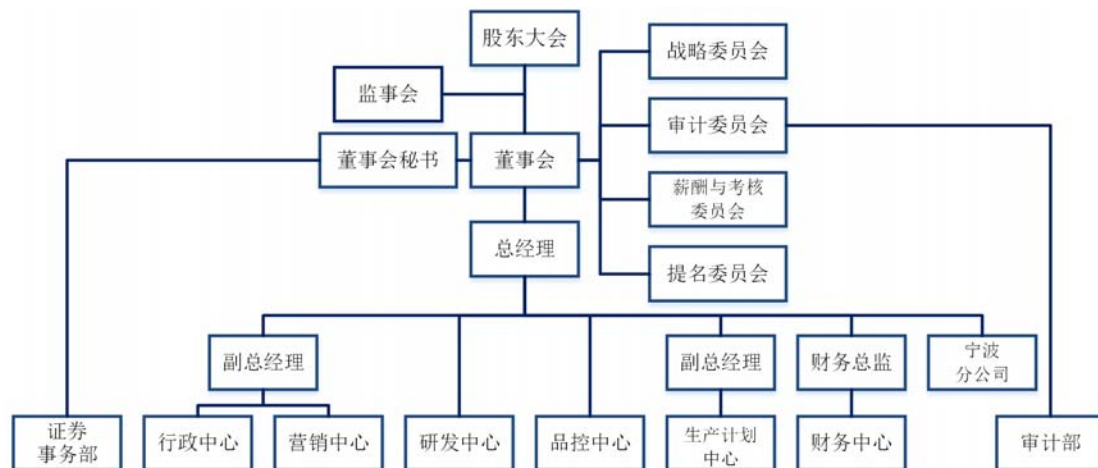 股东大会
战略委员会
监事会
审计委员会
董事会秘书
董事会
薪酬与考核
委员会
总经理
提名委员会
副总经理
副总经理
财务总监
宁波
分公司
证券
事务部
行政中心
营销中心
研发中心
品控中心
生产计划
中心
财务中心
审计部